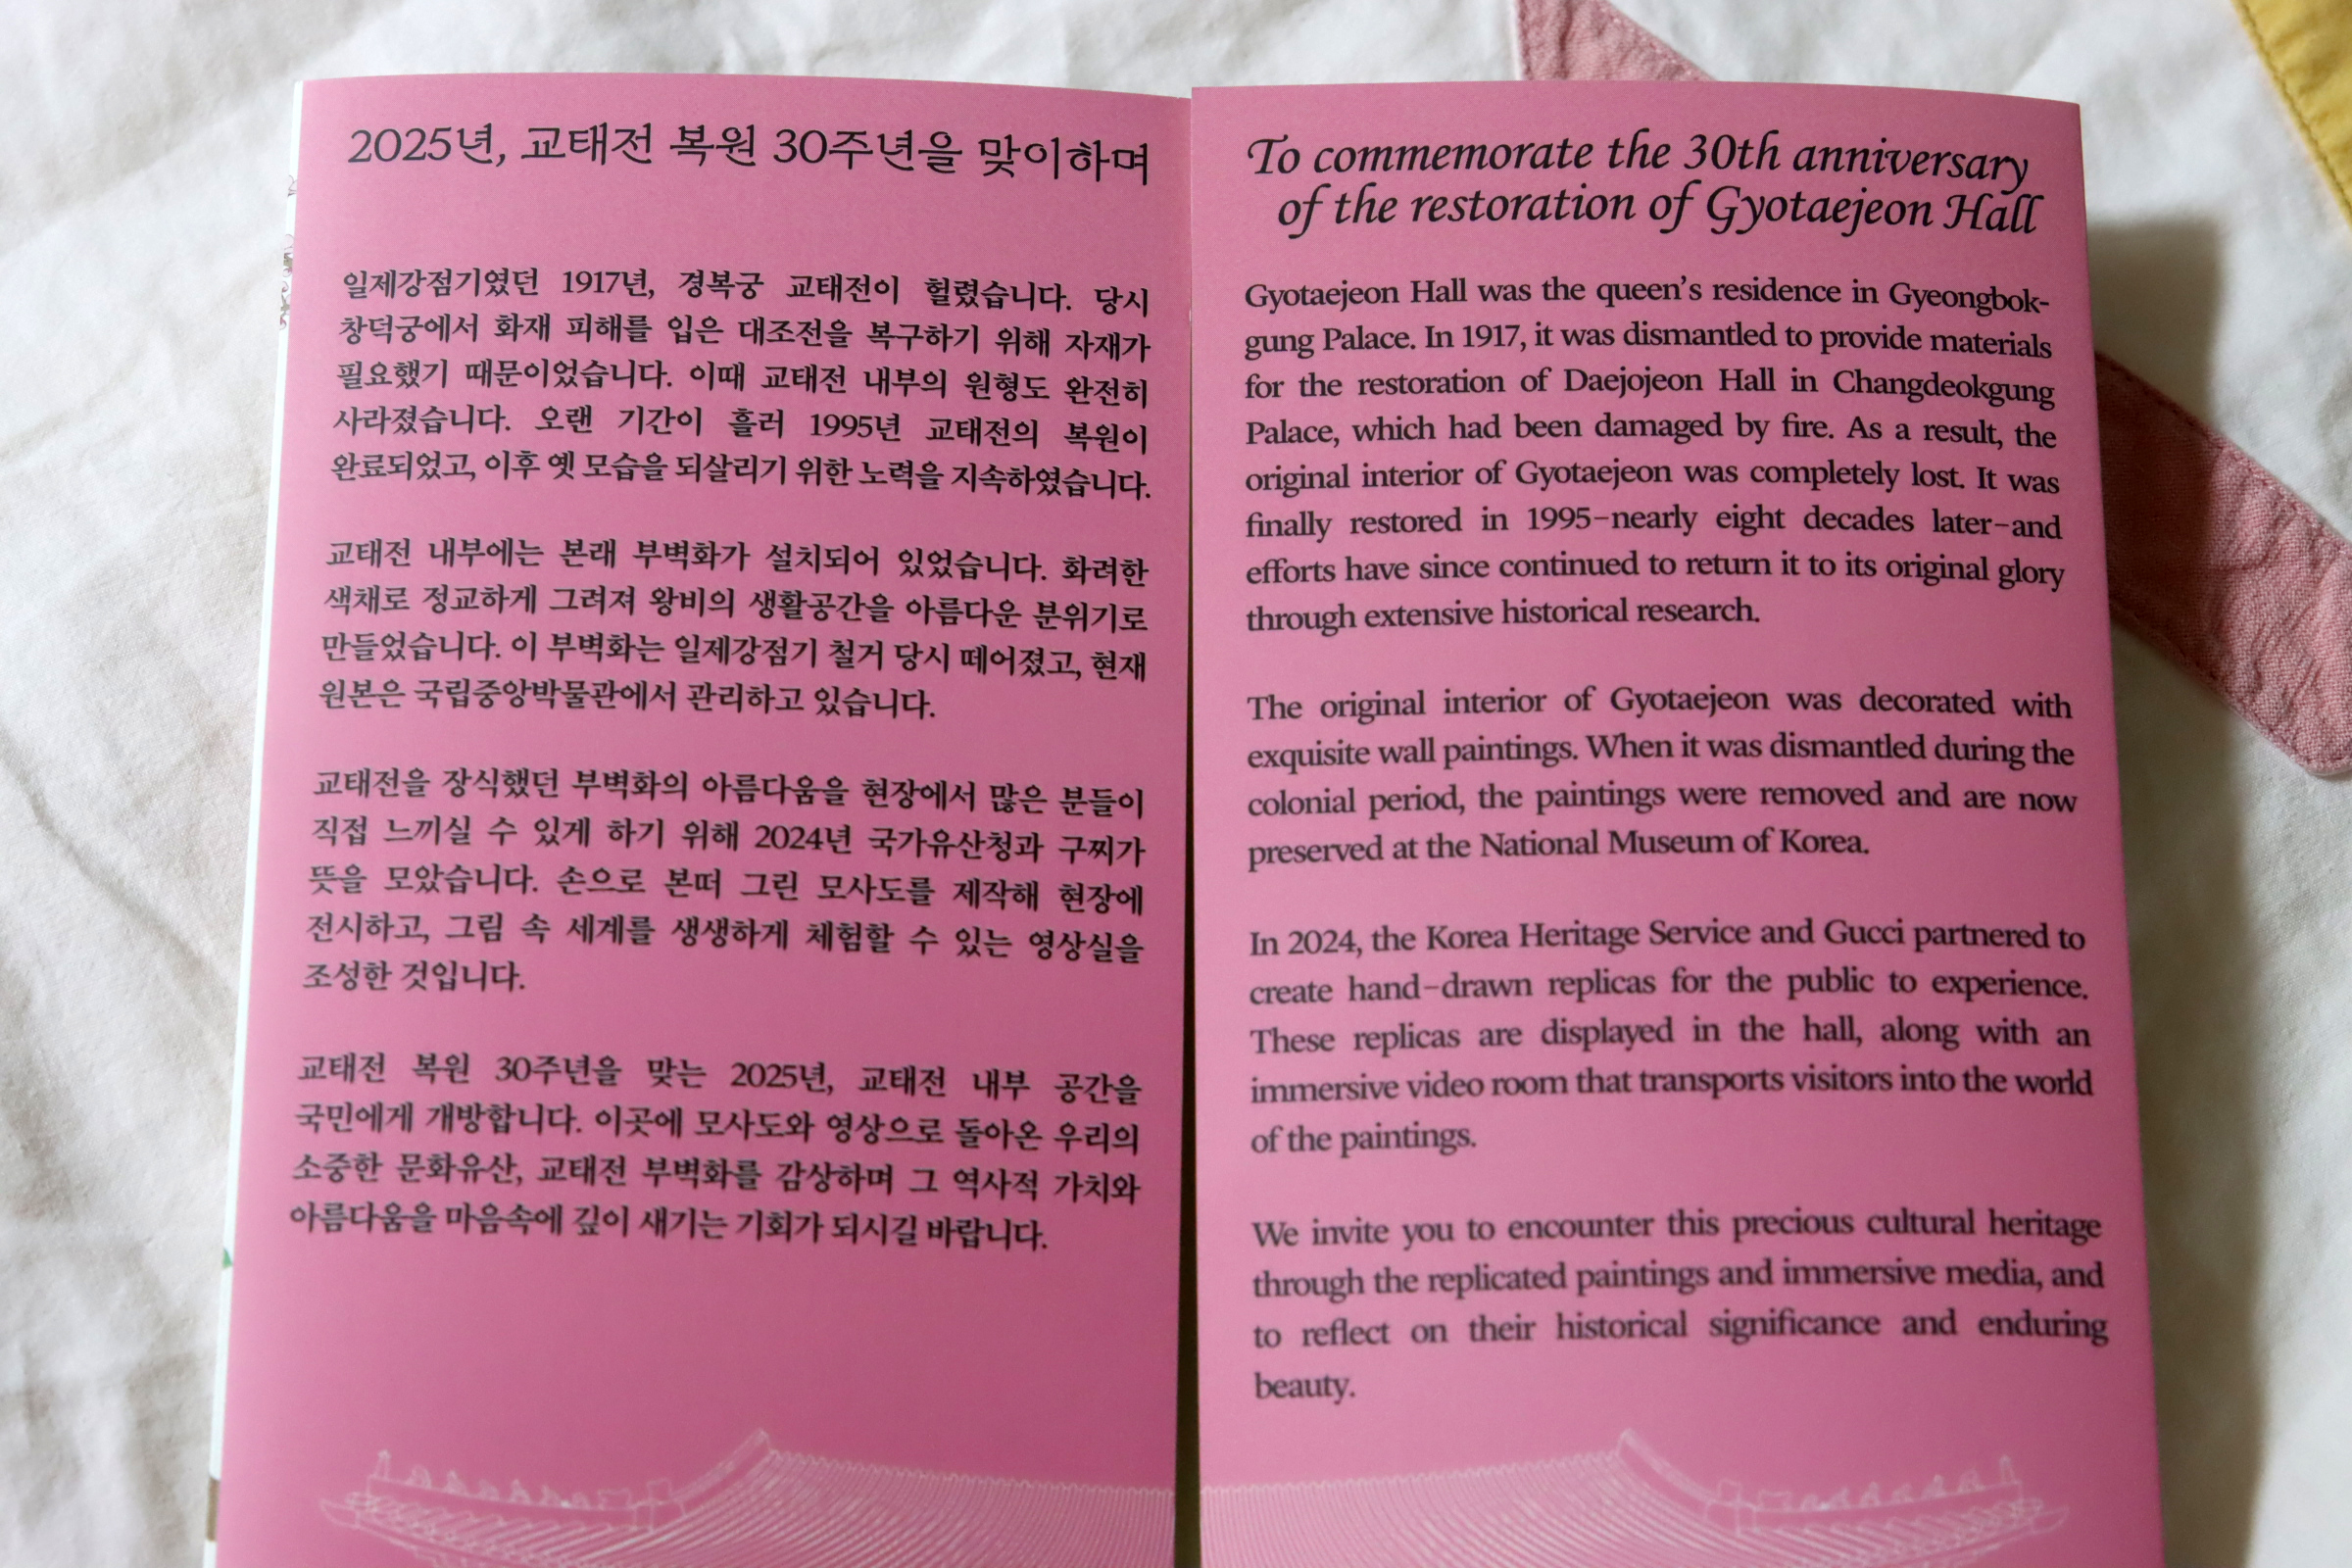 2025년, 교태전 복원 30주년을 맞이하며
일제강점기였던 1917년, 경복궁 교태전이 헐렸습니다. 당시
창덕궁에서 화재 피해를 입은 대조전을 복구하기 위해 자재가
필요했기 때문이었습니다. 이때 교태전 내부의 원형도 완전히
사라졌습니다. 오랜 기간이 흘러 1995년 교태전의 복원이
완료되었고, 이후 옛 모습을 되살리기 위한 노력을 지속하였습니다.
교태전 내부에는 본래 부벽화가 설치되어 있었습니다. 화려한
색채로 정교하게 그려져 왕비의 생활공간을 아름다운 분위기로
만들었습니다. 이 부벽화는 일제강점기 철거 당시 떼어졌고, 현재
원본은 국립중앙박물관에서 관리하고 있습니다.
교태전을 장식했던 부벽화의 아름다움을 현장에서 많은 분들이
직접 느끼실 수 있게 하기 위해 2024년 국가유산청과 구찌가
뜻을 모았습니다. 손으로 본떠 그린 모사도를 제작해 현장에
전시하고, 그림 속 세계를 생생하게 체험할 수 있는 영상실을
조성한 것입니다.
교태전 복원 30주년을 맞는 2025년, 교태전 내부 공간을
국민에게 개방합니다. 이곳에 모사도와 영상으로 돌아온 우리의
소중한 문화유산, 교태전 부벽화를 감상하며 그 역사적 가치와
아름다움을 마음속에 깊이 새기는 기회가 되시길 바랍니다.
To commemorate the 30th anniversary
of the restoration of Gyotaejeon Hall
Gyotaejeon Hall was the queen's residence in Gyeongbok-
gung Palace. In 1917, it was dismantled to provide materials
for the restoration of Daejojeon Hall in Changdeokgung
Palace, which had been damaged by fire. As a result, the
original interior of Gyotaejeon was completely lost. It was
finally restored in 1995–nearly eight decades later–and
efforts have since continued to return it to its original glory
through extensive historical research.
The original interior of Gyotaejeon was decorated with
exquisite wall paintings. When it was dismantled during the
colonial period, the paintings were removed and are now
preserved at the National Museum of Korea.
In 2024, the Korea Heritage Service and Gucci partnered to
create hand-drawn replicas for the public to experience.
These replicas are displayed in the hall, along with an
immersive video room that transports visitors into the world
of the paintings.
We invite you to encounter this precious cultural heritage
through the replicated paintings and immersive media, and
to reflect on their historical significance and enduring
beauty.